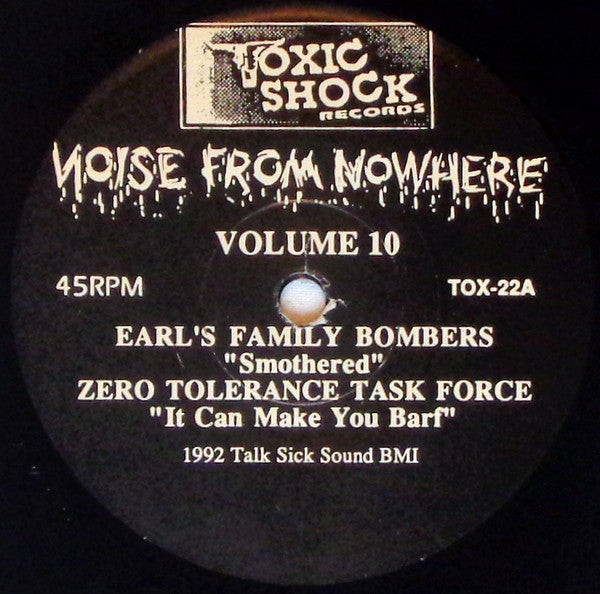 TOXIC
SHOCK
RECORDS
NOISE FROM NOWHERE
VOLUME 10
45RPM
TOX-22A
EARL'S FAMILY BOMBERS
"Smothered"
ZERO TOLERANCE TASK FORCE
"It Can Make You Barf"
1992 Talk Sick Sound BMI